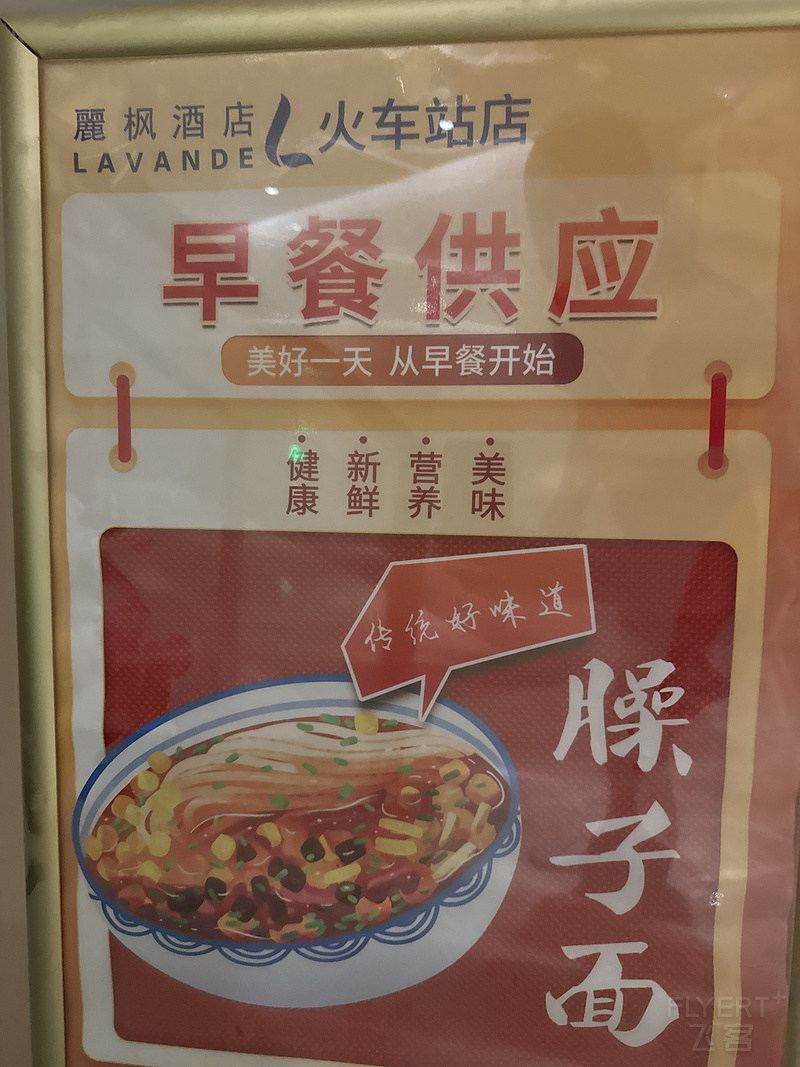 麗枫酒店
LAVANDE
火车站店
早餐供应
美好一天 从早餐开始
健康
新鲜
营养
美味
传统好味道
臊子面
FLYERT+
飞客